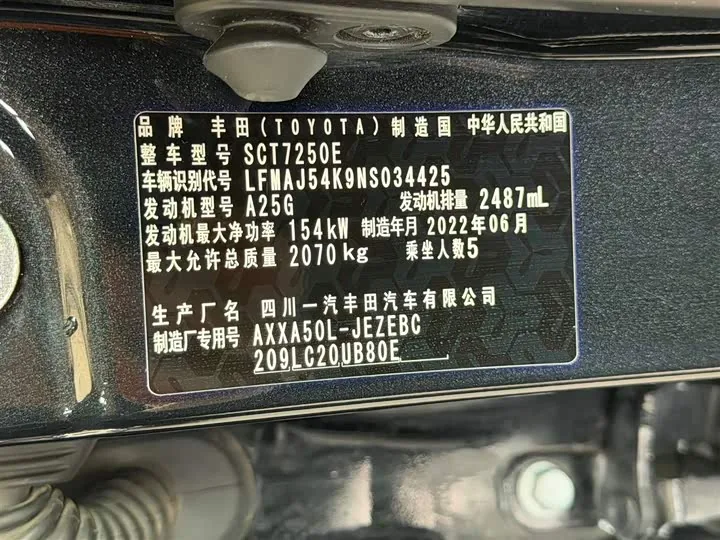 品牌 丰田(TOYOTA) 制造国 中华人民共和国
整车型号 SCT7250E
车辆识别代号 LFMAJ54K9NS034425
发动机型号 A25G 发动机排量 2487mL
发动机最大净功率 154kW 制造年月 2022年06月
最大允许总质量 2070kg 乘坐人数5
生产厂名 四川一汽丰田汽车有限公司
制造厂专用号 AXXA50L-JEZEBC
209LC20UB80E